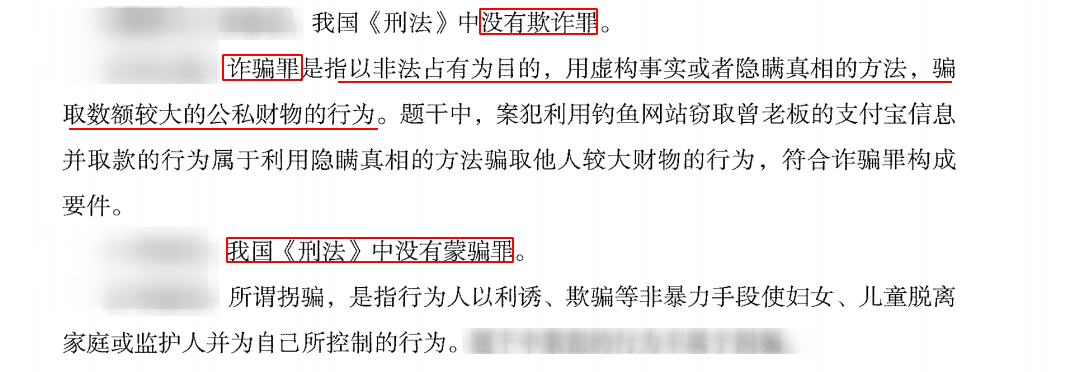 我国《刑法》中没有欺诈罪。
诈骗罪是指以非法占有为目的，用虚构事实或者隐瞒真相的方法，骗
取数额较大的公私财物的行为。题干中，案犯利用钓鱼网站窃取曾老板的支付宝信息
并取款的行为属于利用隐瞒真相的方法骗取他人较大财物的行为，符合诈骗罪构成
要件。
我国《刑法》中没有蒙骗罪。
所谓拐骗，是指行为人以利诱、欺骗等非暴力手段使妇女、儿童脱离
家庭或监护人并为自己所控制的行为。